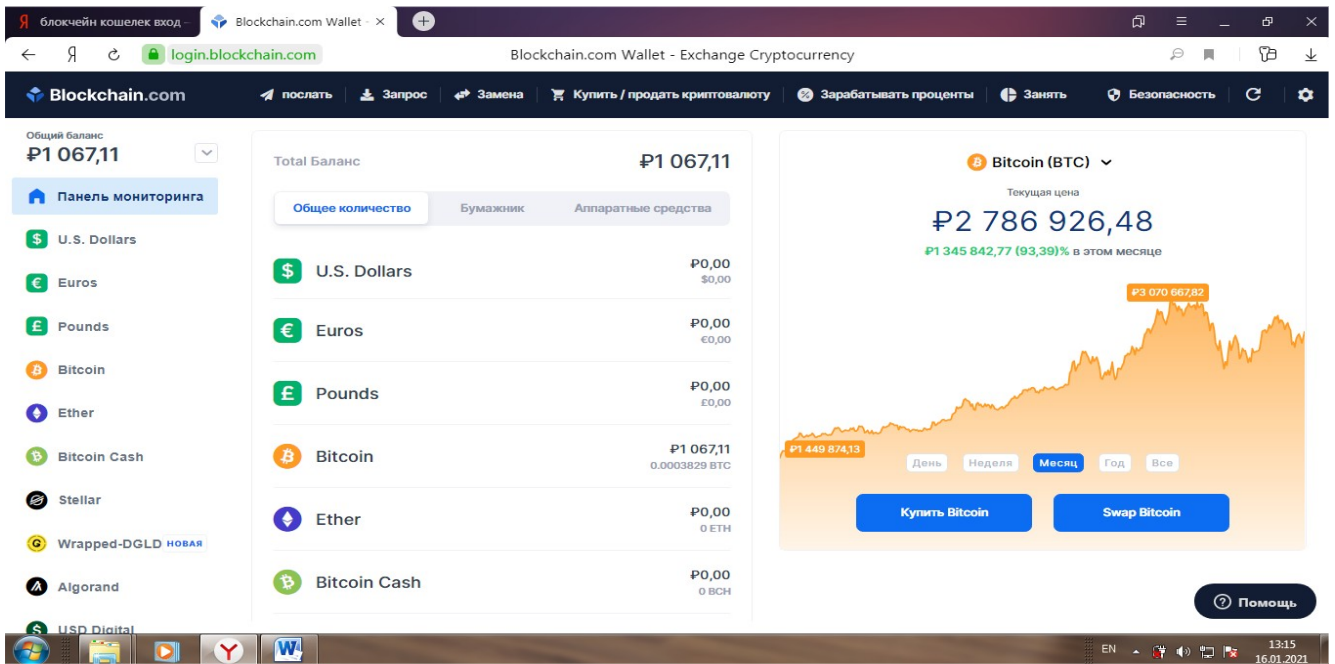 блокчейн кошелек вход –
Blockchain.com Wallet -
login.blockchain.com
Blockchain.com Wallet - Exchange Cryptocurrency
Blockchain.com
послать
Запрос
Замена
Купить / продать криптовалюту
Зарабатывать проценты
Занять
Безопасность
Общий баланс
₽1 067,11
Панель мониторинга
U.S. Dollars
Euros
Pounds
Bitcoin
Ether
Bitcoin Cash
Stellar
Wrapped-DGLD НОВАЯ
Algorand
USD Digital
Total Баланс ₽1 067,11
Общее количество Бумажник Аппаратные средства
U.S. Dollars ₽0,00
$0,00
Euros ₽0,00
€0,00
Pounds ₽0,00
£0,00
Bitcoin ₽1 067,11
0.0003829 BTC
Ether ₽0,00
0 ETH
Bitcoin Cash ₽0,00
0 BCH
Bitcoin (BTC)
Текущая цена
₽2 786 926,48
₽1 345 842,77 (93,39)% в этом месяце
₽3 070 667,82
₽1 449 874,13
День Неделя Месяц Год Все
Купить Bitcoin Swap Bitcoin
Помощь
EN 13:15
16.01.2021